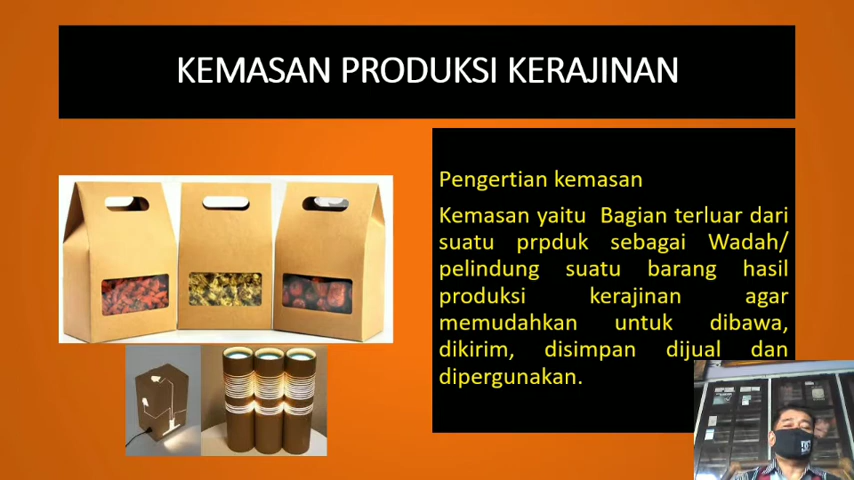 KEMASAN PRODUKSI KERAJINAN
Pengertian kemasan
Kemasan yaitu Bagian terluar dari
suatu prpduk sebagai Wadah/
pelindung suatu barang hasil
produksi kerajinan agar
memudahkan untuk dibawa,
dikirim, disimpan dijual dan
dipergunakan.